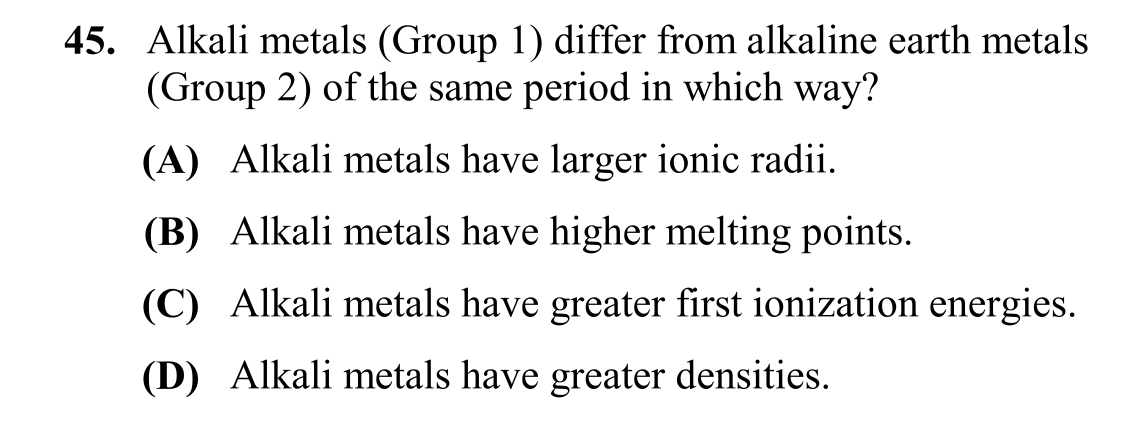 45. Alkali metals (Group 1) differ from alkaline earth metals
(Group 2) of the same period in which way?
(A) Alkali metals have larger ionic radii.
(B) Alkali metals have higher melting points.
(C) Alkali metals have greater first ionization energies.
(D) Alkali metals have greater densities.